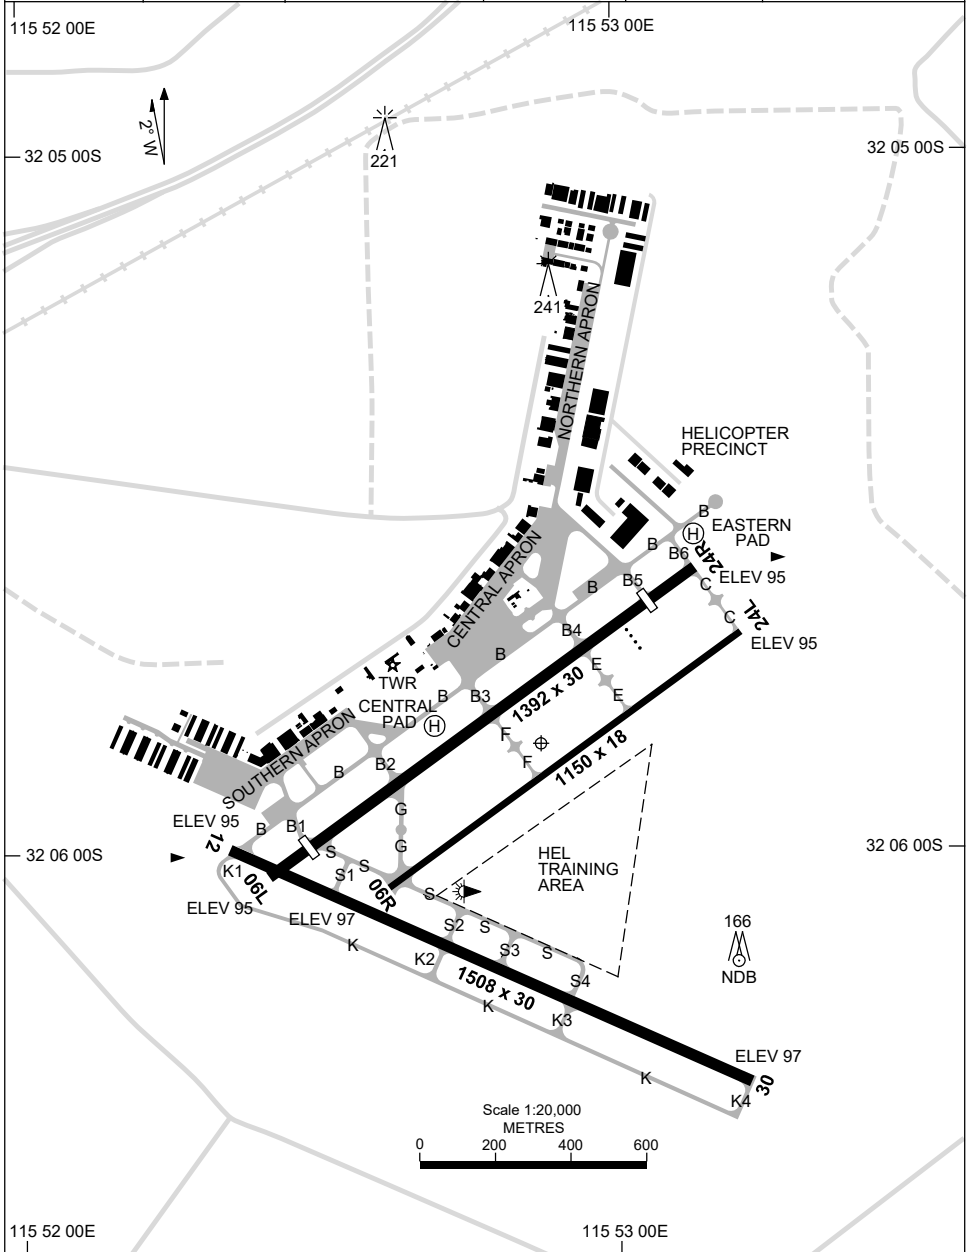 115 52 00E
115 53 00E
2° W
221
32 05 00S
32 05 00S
241
NORTHERN APRON
HELICOPTER
PRECINCT
B
H
EASTERN
PAD
24R
B
B6
ELEV 95
CENTRAL APRON
B5
B
C
C
24L
ELEV 95
B4
B
E
TWR
B
B3
E
1392 x 30
CENTRAL
PAD
H
SOUTHERN APRON
F
F
1150 x 18
B2
B
G
G
ELEV 95
12
B
B1
S
S
S1
32 06 00S
32 06 00S
HEL
TRAINING
AREA
K1
06L
06R
S
ELEV 95
ELEV 97
S2
S
S3
S
S4
166
NDB
K
K2
1508 x 30
K
K3
ELEV 97
30
K
K4
Scale 1:20,000
METRES
0 200 400 600
115 52 00E
115 53 00E